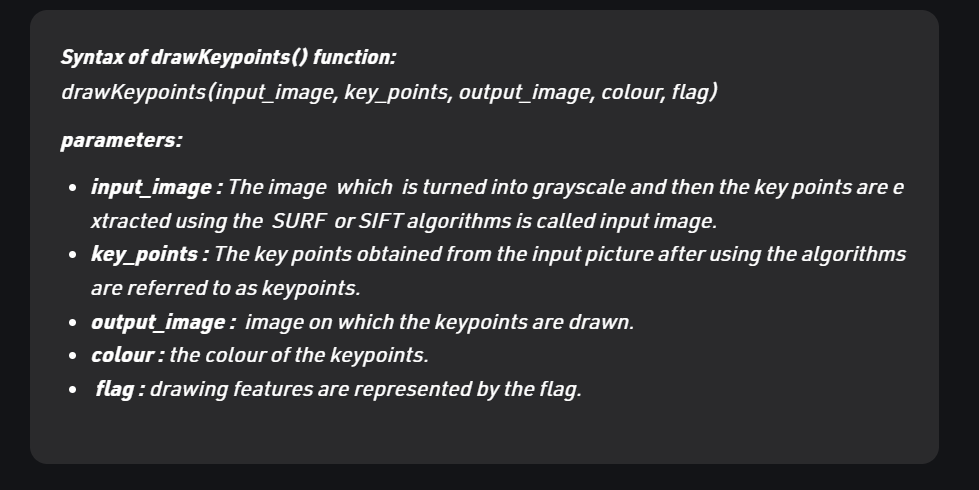 Syntax of drawKeypoints() function:
drawKeypoints(input_image, key_points, output_image, colour, flag)
parameters:
• input_image : The image  which  is turned into grayscale and then the key points are e
xtracted using the  SURF  or SIFT algorithms is called input image.
• key_points : The key points obtained from the input picture after using the algorithms
are referred to as keypoints.
• output_image :  image on which the keypoints are drawn.
• colour : the colour of the keypoints.
• flag : drawing features are represented by the flag.